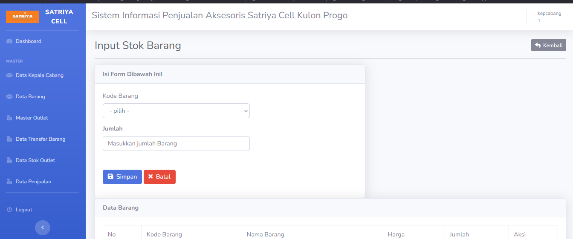 SATRIYA
SATRIYA CELL
Sistem Informasi Penjualan Aksesoris Satriya Cell Kulon Progo
kepcabang
Dashboard
MASTER
Data Kepala Cabang
Data Barang
Master Outlet
Data Transfer Barang
Data Stok Outlet
Data Penjualan
Logout
Input Stok Barang
Kembali
Isi Form Dibawah Ini!
Kode Barang
- pilih -
Jumlah
Masukkan jumlah Barang
Simpan
Batal
Data Barang
No Kode Barang Nama Barang Harga Jumlah Aksi